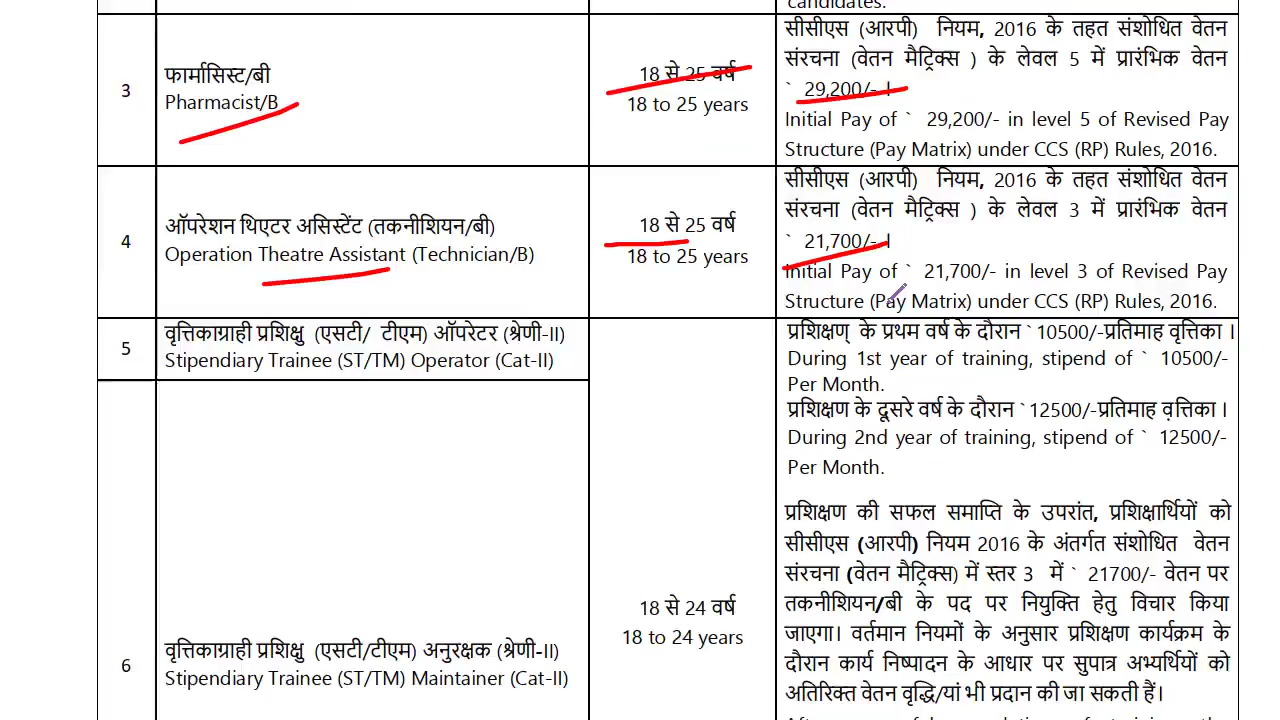 candidates.
3
फार्मासिस्ट/बी
Pharmacist/B
18 से 25 वर्ष
18 to 25 years
सीसीएस (आरपी) नियम, 2016 के तहत संशोधित वेतन
संरचना (वेतन मैट्रिक्स ) के लेवल 5 में प्रारंभिक वेतन
` 29,200/- ।
Initial Pay of ` 29,200/- in level 5 of Revised Pay
Structure (Pay Matrix) under CCS (RP) Rules, 2016.
4
ऑपरेशन थिएटर असिस्टेंट (तकनीशियन/बी)
Operation Theatre Assistant (Technician/B)
18 से 25 वर्ष
18 to 25 years
सीसीएस (आरपी) नियम, 2016 के तहत संशोधित वेतन
संरचना (वेतन मैट्रिक्स ) के लेवल 3 में प्रारंभिक वेतन
` 21,700/- ।
Initial Pay of ` 21,700/- in level 3 of Revised Pay
Structure (Pay Matrix) under CCS (RP) Rules, 2016.
5
वृत्तिकाग्राही प्रशिक्षु (एसटी/ टीएम) ऑपरेटर (श्रेणी-II)
Stipendiary Trainee (ST/TM) Operator (Cat-II)
6
वृत्तिकाग्राही प्रशिक्षु (एसटी/टीएम) अनुरक्षक (श्रेणी-II)
Stipendiary Trainee (ST/TM) Maintainer (Cat-II)
18 से 24 वर्ष
18 to 24 years
प्रशिक्षण् के प्रथम वर्ष के दौरान ` 10500/-प्रतिमाह वृत्तिका ।
During 1st year of training, stipend of ` 10500/-
Per Month.
प्रशिक्षण के दूसरे वर्ष के दौरान ` 12500/-प्रतिमाह वृत्तिका ।
During 2nd year of training, stipend of ` 12500/-
Per Month.
प्रशिक्षण की सफल समाप्ति के उपरांत, प्रशिक्षार्थियों को
सीसीएस (आरपी) नियम 2016 के अंतर्गत संशोधित वेतन
संरचना (वेतन मैट्रिक्स) में स्तर 3 में ` 21700/- वेतन पर
तकनीशियन/बी के पद पर नियुक्ति हेतु विचार किया
जाएगा। वर्तमान नियमों के अनुसार प्रशिक्षण कार्यक्रम के
दौरान कार्य निष्पादन के आधार पर सुपात्र अभ्यर्थियों को
अतिरिक्त वेतन वृद्धि/यां भी प्रदान की जा सकती हैं।